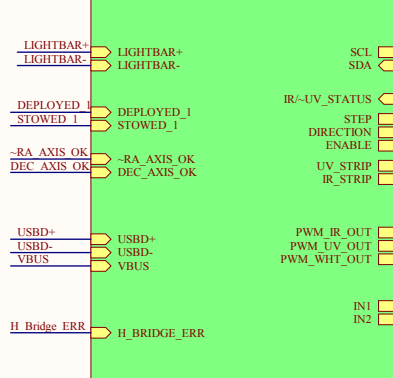 LIGHTBAR+ LIGHTBAR+ SCL
LIGHTBAR- LIGHTBAR- SDA
IR/~UV_STATUS
DEPLOYED_1 DEPLOYED_1 STEP
STOWED_1 STOWED_1 DIRECTION
ENABLE
~RA_AXIS_OK ~RA_AXIS_OK UV_STRIP
DEC_AXIS_OK DEC_AXIS_OK IR_STRIP
USBD+ USBD+ PWM_IR_OUT
USBD- USBD- PWM_UV_OUT
VBUS VBUS PWM_WHT_OUT
IN1
H_Bridge_ERR H_BRIDGE_ERR IN2